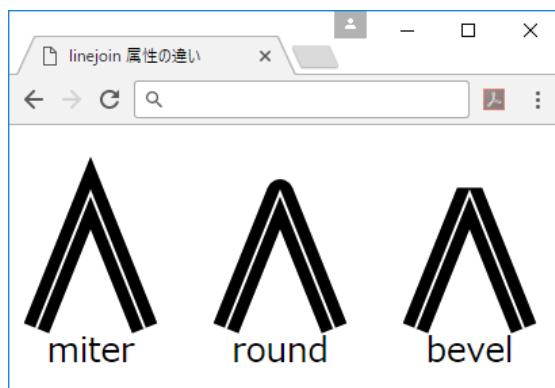 linejoin 属性の違い
miter round bevel